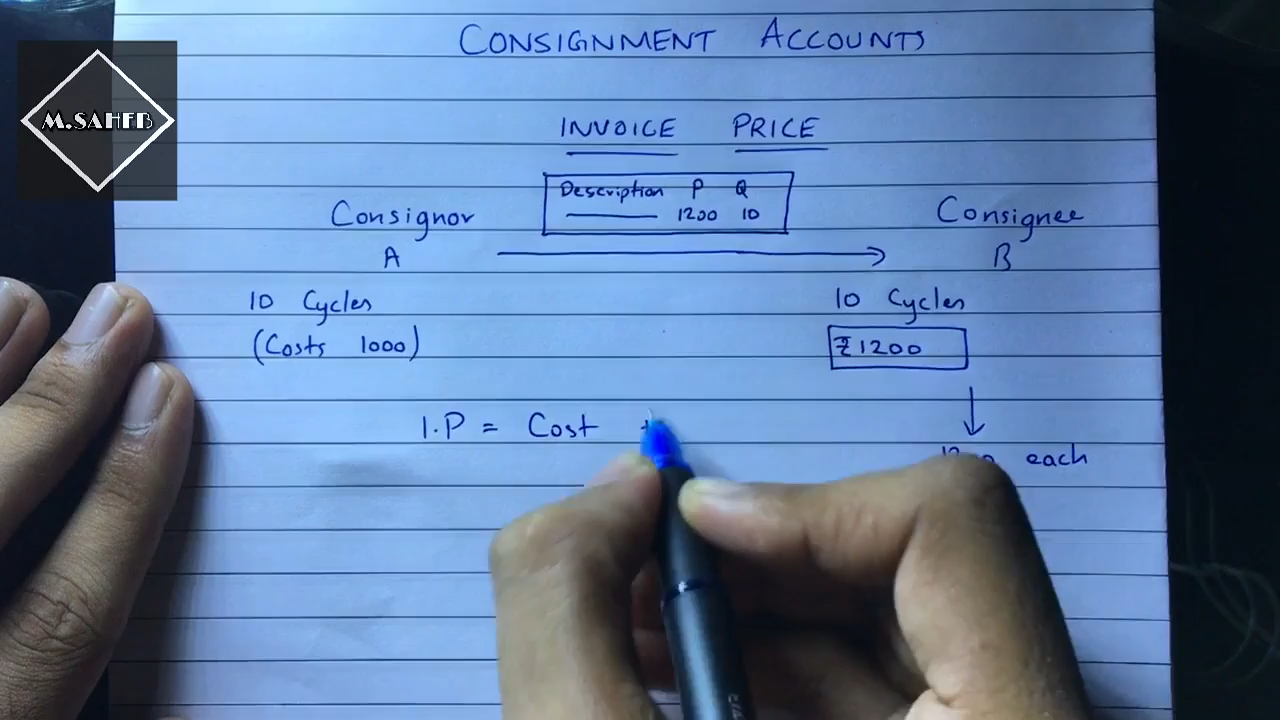 CONSIGNMENT ACCOUNTS
M.SAHEB
INVOICE PRICE
Description P Q
1200 10
Consignor Consignee
A B
10 Cycles 10 Cycles
(Costs 1000) ₹1200
I.P = Cost +
each